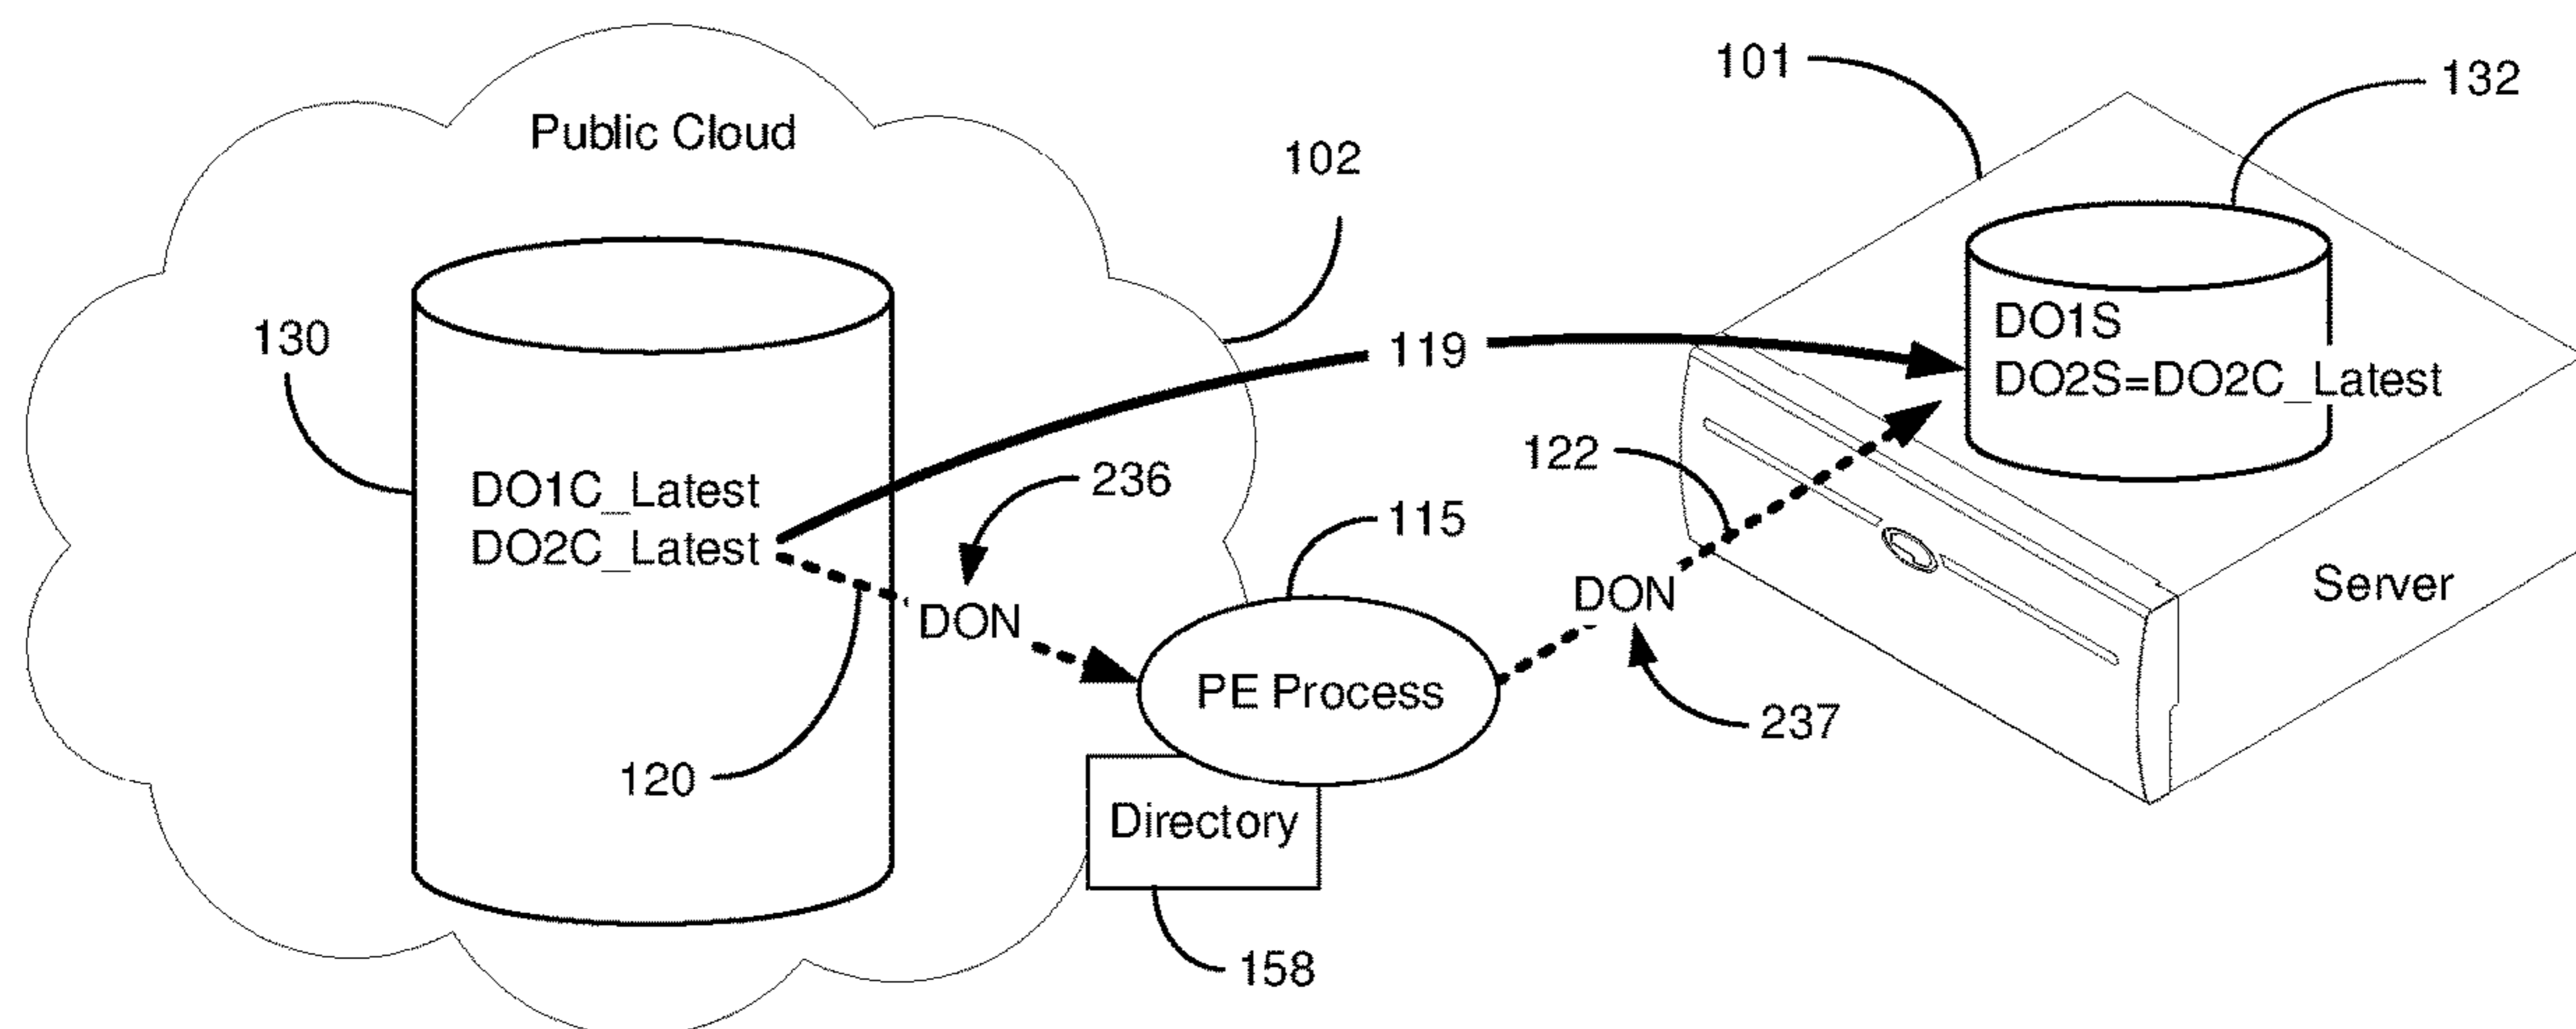 Public Cloud
101
132
102
130
119
DO1S
DO2S=DO2C_Latest
DO1C_Latest
DO2C_Latest
236
122
115
DON
DON
Server
PE Process
237
120
Directory
158